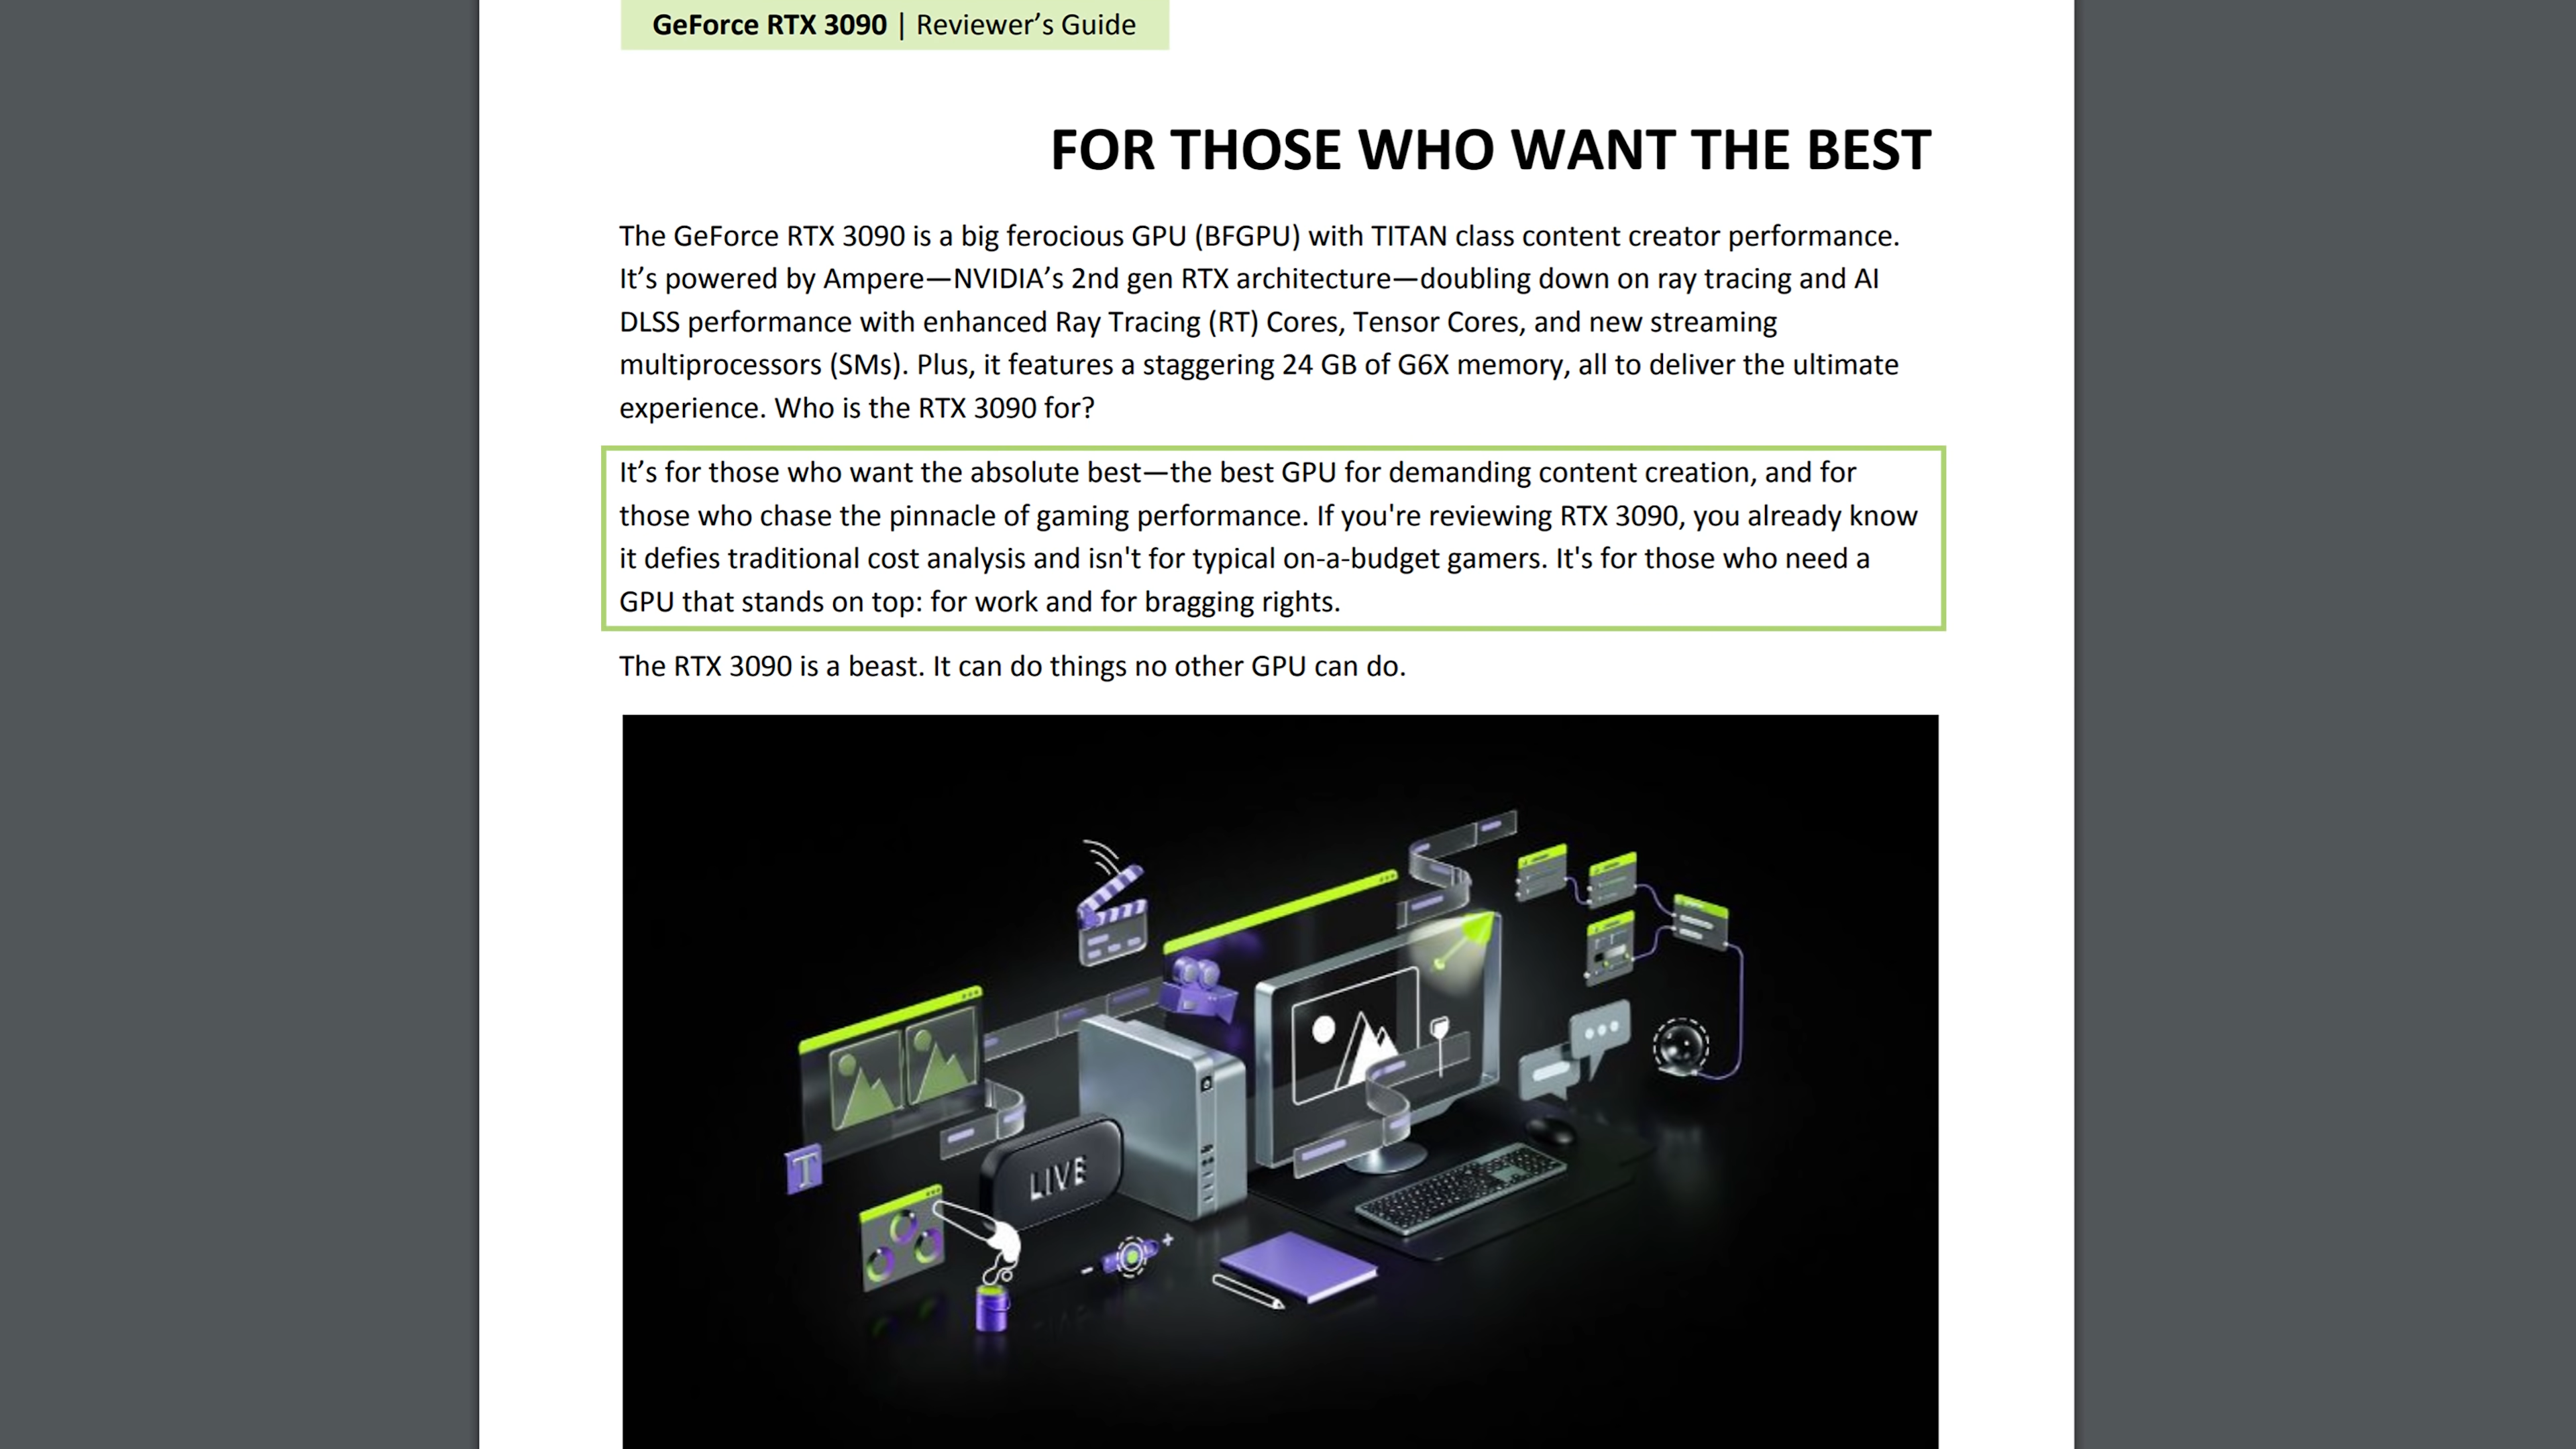 GeForce RTX 3090 | Reviewer’s Guide
FOR THOSE WHO WANT THE BEST
The GeForce RTX 3090 is a big ferocious GPU (BFGPU) with TITAN class content creator performance.
It’s powered by Ampere—NVIDIA’s 2nd gen RTX architecture—doubling down on ray tracing and AI
DLSS performance with enhanced Ray Tracing (RT) Cores, Tensor Cores, and new streaming
multiprocessors (SMs). Plus, it features a staggering 24 GB of G6X memory, all to deliver the ultimate
experience. Who is the RTX 3090 for?
It’s for those who want the absolute best—the best GPU for demanding content creation, and for
those who chase the pinnacle of gaming performance. If you're reviewing RTX 3090, you already know
it defies traditional cost analysis and isn't for typical on-a-budget gamers. It's for those who need a
GPU that stands on top: for work and for bragging rights.
The RTX 3090 is a beast. It can do things no other GPU can do.
T
LIVE